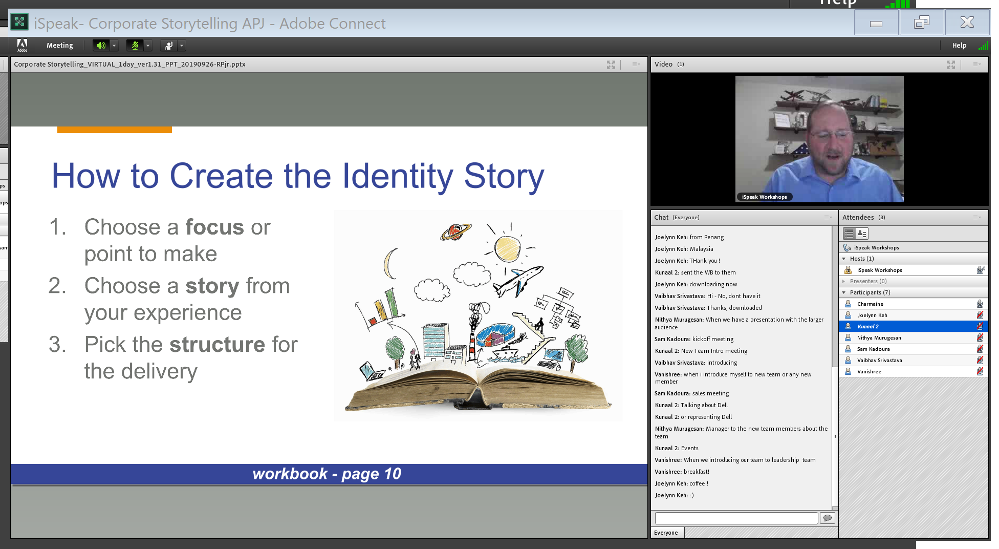 Help
iSpeak- Corporate Storytelling APJ - Adobe Connect
Adobe
Meeting
Help
Corporate Storytelling_VIRTUAL_1day_ver1.31_PPT_20190926-RPjr.pptx
How to Create the Identity Story
1. Choose a focus or
point to make
2. Choose a story from
your experience
3. Pick the structure for
the delivery
workbook - page 10
Video (1)
iSpeak Workshops
Chat (Everyone)
Joelynn Keh: from Penang
Joelynn Keh: Malaysia
Joelynn Keh: THank you !
Kunaal 2: sent the WB to them
Joelynn Keh: downloading now
Vaibhav Srivastava: Hi - No, dont have it
Vaibhav Srivastava: Thanks, downloaded
Nithya Murugesan: When we have a presentation with the larger
audience
Sam Kadoura: kickoff meeting
Kunaal 2: New Team Intro meeting
Vaibhav Srivastava: introducing
Vanishree: when i introduce myself to new team or any new
member
Sam Kadoura: sales meeting
Kunaal 2: Talking about Dell
Kunaal 2: or representing Dell
Nithya Murugesan: Manager to the new team members about the
team
Kunaal 2: Events
Vanishree: When we introducing our team to leadership team
Vanishree: breakfast!
Joelynn Keh: coffee !
Joelynn Keh: :)
Everyone
Attendees (8)
iSpeak Workshops
Hosts (1)
iSpeak Workshops
Presenters (0)
Participants (7)
Charmaine
Joelynn Keh
Kunaal 2
Nithya Murugesan
Sam Kadoura
Vaibhav Srivastava
Vanishree